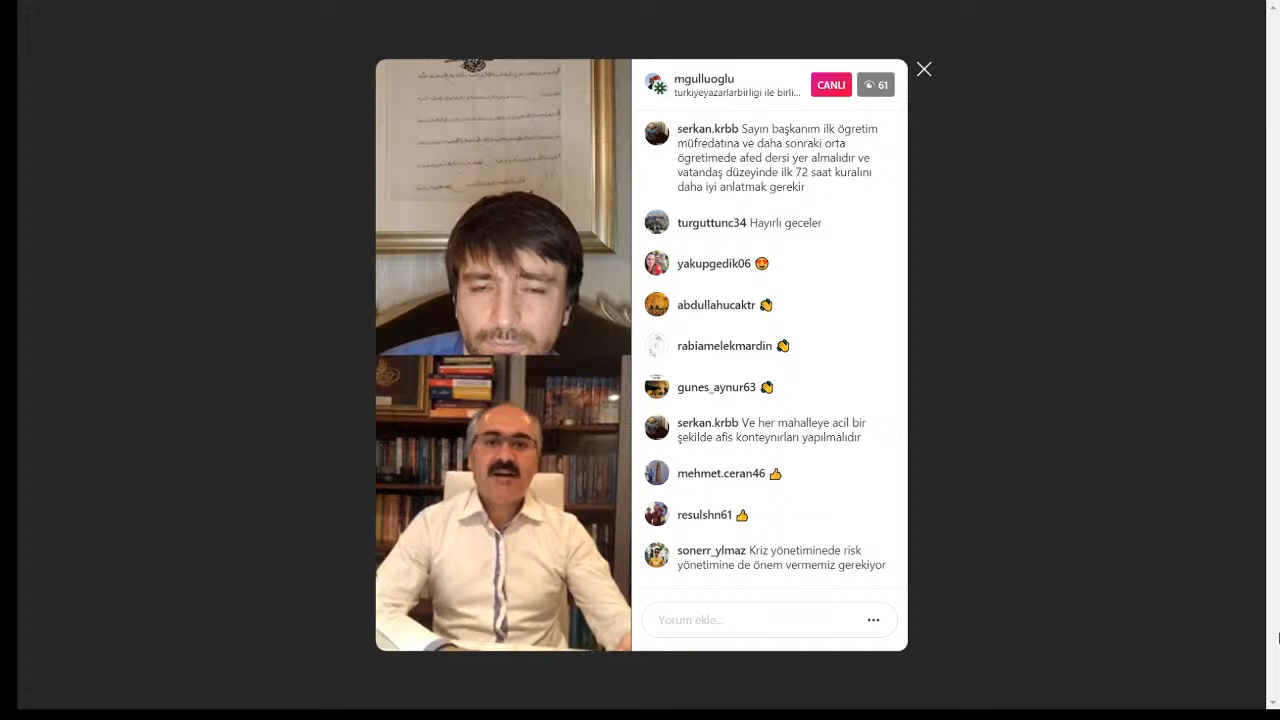 mgulluoglu
turkiyeyazarlarbirligi ile birli...
CANLI
61
serkan.krbb Sayın başkanım ilk ögretim
müfredatına ve daha sonraki orta
ögretimede afed dersi yer almalıdır ve
vatandaş düzeyinde ilk 72 saat kuralını
daha iyi anlatmak gerekir
turguttunc34 Hayırlı geceler
yakupgedik06 😍
abdullahucaktr 👏
rabiamelekmardin 👏
gunes_aynur63 👏
serkan.krbb Ve her mahalleye acil bir
şekilde afis konteynırları yapılmalıdır
mehmet.ceran46 👍
resulshn61 👍
sonerr_ylmaz Kriz yönetiminede risk
yönetimine de önem vermemiz gerekiyor
Yorum ekle...